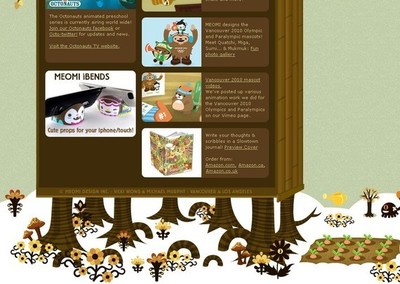 OCTONAUTS
The Octonauts animated preschool
series is currently airing world wide!
Join our Octonauts facebook or
Octo-twitter! for updates and news.
Visit the Octonauts TV website.
MEOMI iBENDS
Cute props for your iphone/touch!
MEOMI designs the
Vancouver 2010 Olympic
and Paralympic mascots!
Meet Quatchi, Miga,
Sumi, & Mukmuk: Fun
photo gallery
Vancouver 2010 mascot
videos
We've posted up various
animation work we did for
the Vancouver 2010
Olympics and Paralympics
on our Vimeo page.
Write your thoughts &
scribbles in a Slowtown
journal! Preview Cover
Order from:
Amazon.com, Amazon.ca,
Amazon.co.uk
© MEOMI DESIGN INC · VICKI WONG & MICHAEL MURPHY · VANCOUVER & LOS ANGELES